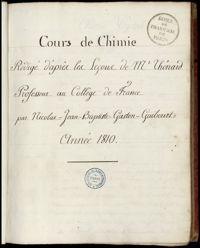 Cours de Chimie
Rédigé d'après les Leçons de Mr Thénard
Professeur au Collège de France
par Nicolas-Jean-Baptiste-Gaston-Guibourt
Année 1810.